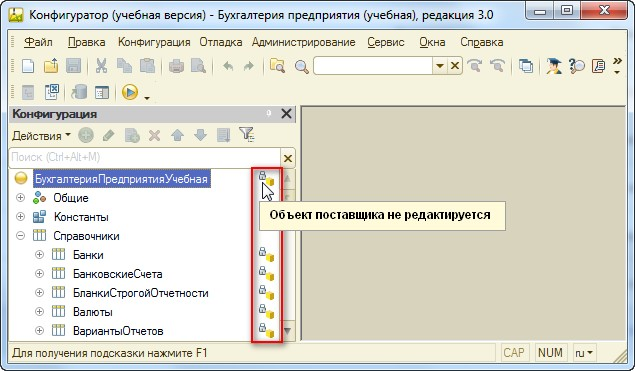 Конфигуратор (учебная версия) - Бухгалтерия предприятия (учебная), редакция 3.0
Файл Правка Конфигурация Отладка Администрирование Сервис Окна Справка
Конфигурация
Действия
Поиск (Ctrl+Alt+M)
БухгалтерияПредприятияУчебная
Общие
Объект поставщика не редактируется
Константы
Справочники
Банки
БанковскиеСчета
БланкиСтрогойОтчетности
Валюты
ВариантыОтчетов
Для получения подсказки нажмите F1 CAP NUM ru